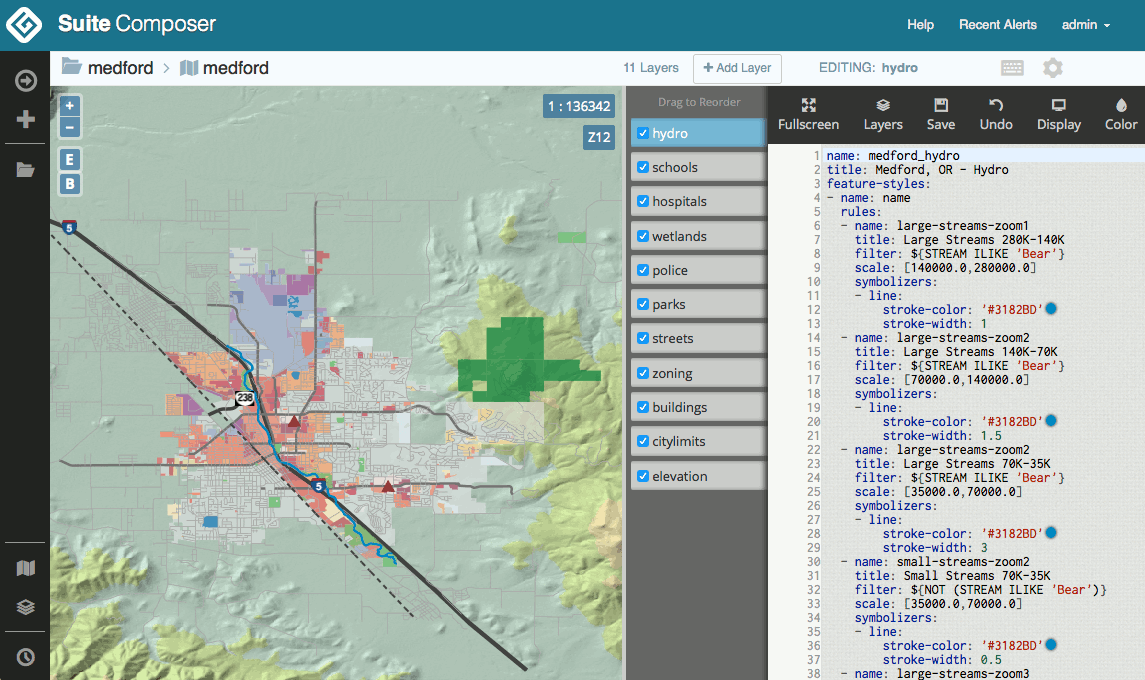 Suite Composer
Help Recent Alerts admin
medford > medford
11 Layers + Add Layer EDITING: hydro
+
−
E
B
1 : 136342
Z12
5
238
5
Drag to Reorder
hydro
schools
hospitals
wetlands
police
parks
streets
zoning
buildings
citylimits
elevation
Fullscreen Layers Save Undo Display Color
1 name: medford_hydro
2 title: Medford, OR - Hydro
3 feature-styles:
4 - name: name
5 rules:
6 - name: large-streams-zoom1
7 title: Large Streams 280K-140K
8 filter: ${STREAM ILIKE 'Bear'}
9 scale: [140000.0,280000.0]
10 symbolizers:
11 - line:
12 stroke-color: '#3182BD'
13 stroke-width: 1
14 - name: large-streams-zoom2
15 title: Large Streams 140K-70K
16 filter: ${STREAM ILIKE 'Bear'}
17 scale: [70000.0,140000.0]
18 symbolizers:
19 - line:
20 stroke-color: '#3182BD'
21 stroke-width: 1.5
22 - name: large-streams-zoom2
23 title: Large Streams 70K-35K
24 filter: ${STREAM ILIKE 'Bear'}
25 scale: [35000.0,70000.0]
26 symbolizers:
27 - line:
28 stroke-color: '#3182BD'
29 stroke-width: 3
30 - name: small-streams-zoom2
31 title: Small Streams 70K-35K
32 filter: ${NOT (STREAM ILIKE 'Bear')}
33 scale: [35000.0,70000.0]
34 symbolizers:
35 - line:
36 stroke-color: '#3182BD'
37 stroke-width: 0.5
38 - name: large-streams-zoom3